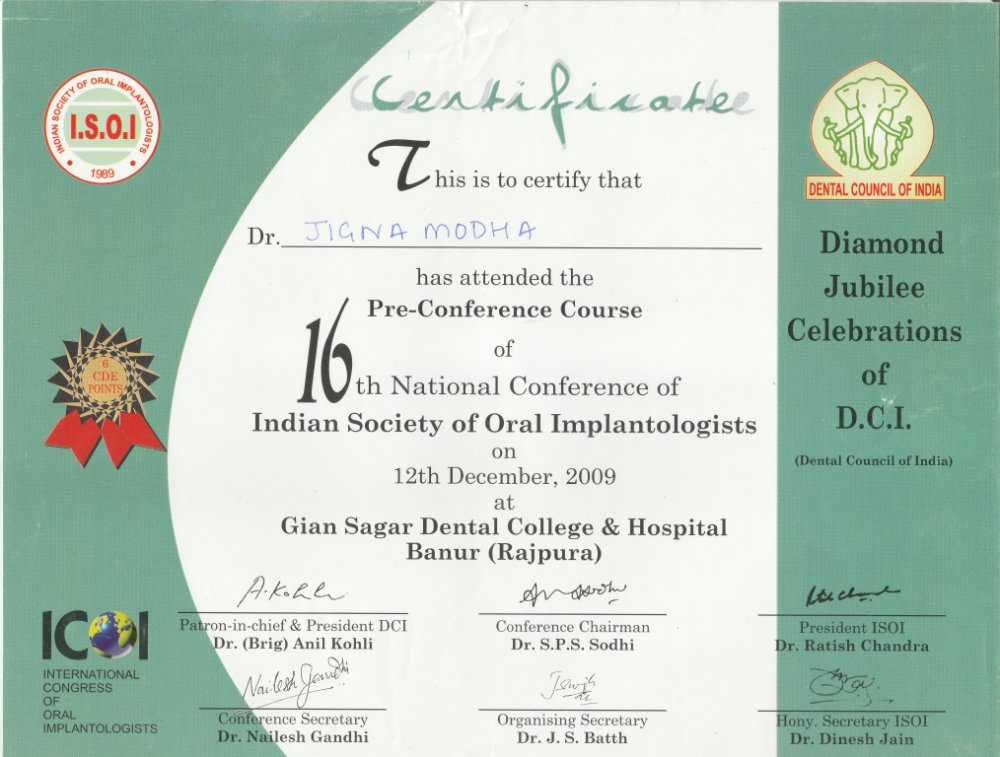 Certificate
INDIAN SOCIETY OF ORAL IMPLANTOLOGISTS
I.S.O.I
1989
This is to certify that
Dr. JIGNA MODHA
has attended the
Pre-Conference Course
of
16th National Conference of
Indian Society of Oral Implantologists
on
12th December, 2009
at
Gian Sagar Dental College & Hospital
Banur (Rajpura)
DENTAL COUNCIL OF INDIA
Diamond
Jubilee
Celebrations
of
D.C.I.
(Dental Council of India)
6
CDE
POINTS
ICOI
INTERNATIONAL
CONGRESS
OF
ORAL
IMPLANTOLOGISTS
A.Kohli
Patron-in-chief & President DCI
Dr. (Brig) Anil Kohli
Conference Chairman
Dr. S.P.S. Sodhi
President ISOI
Dr. Ratish Chandra
Nailesh Gandhi
Conference Secretary
Dr. Nailesh Gandhi
Organising Secretary
Dr. J. S. Batth
Hony. Secretary ISOI
Dr. Dinesh Jain